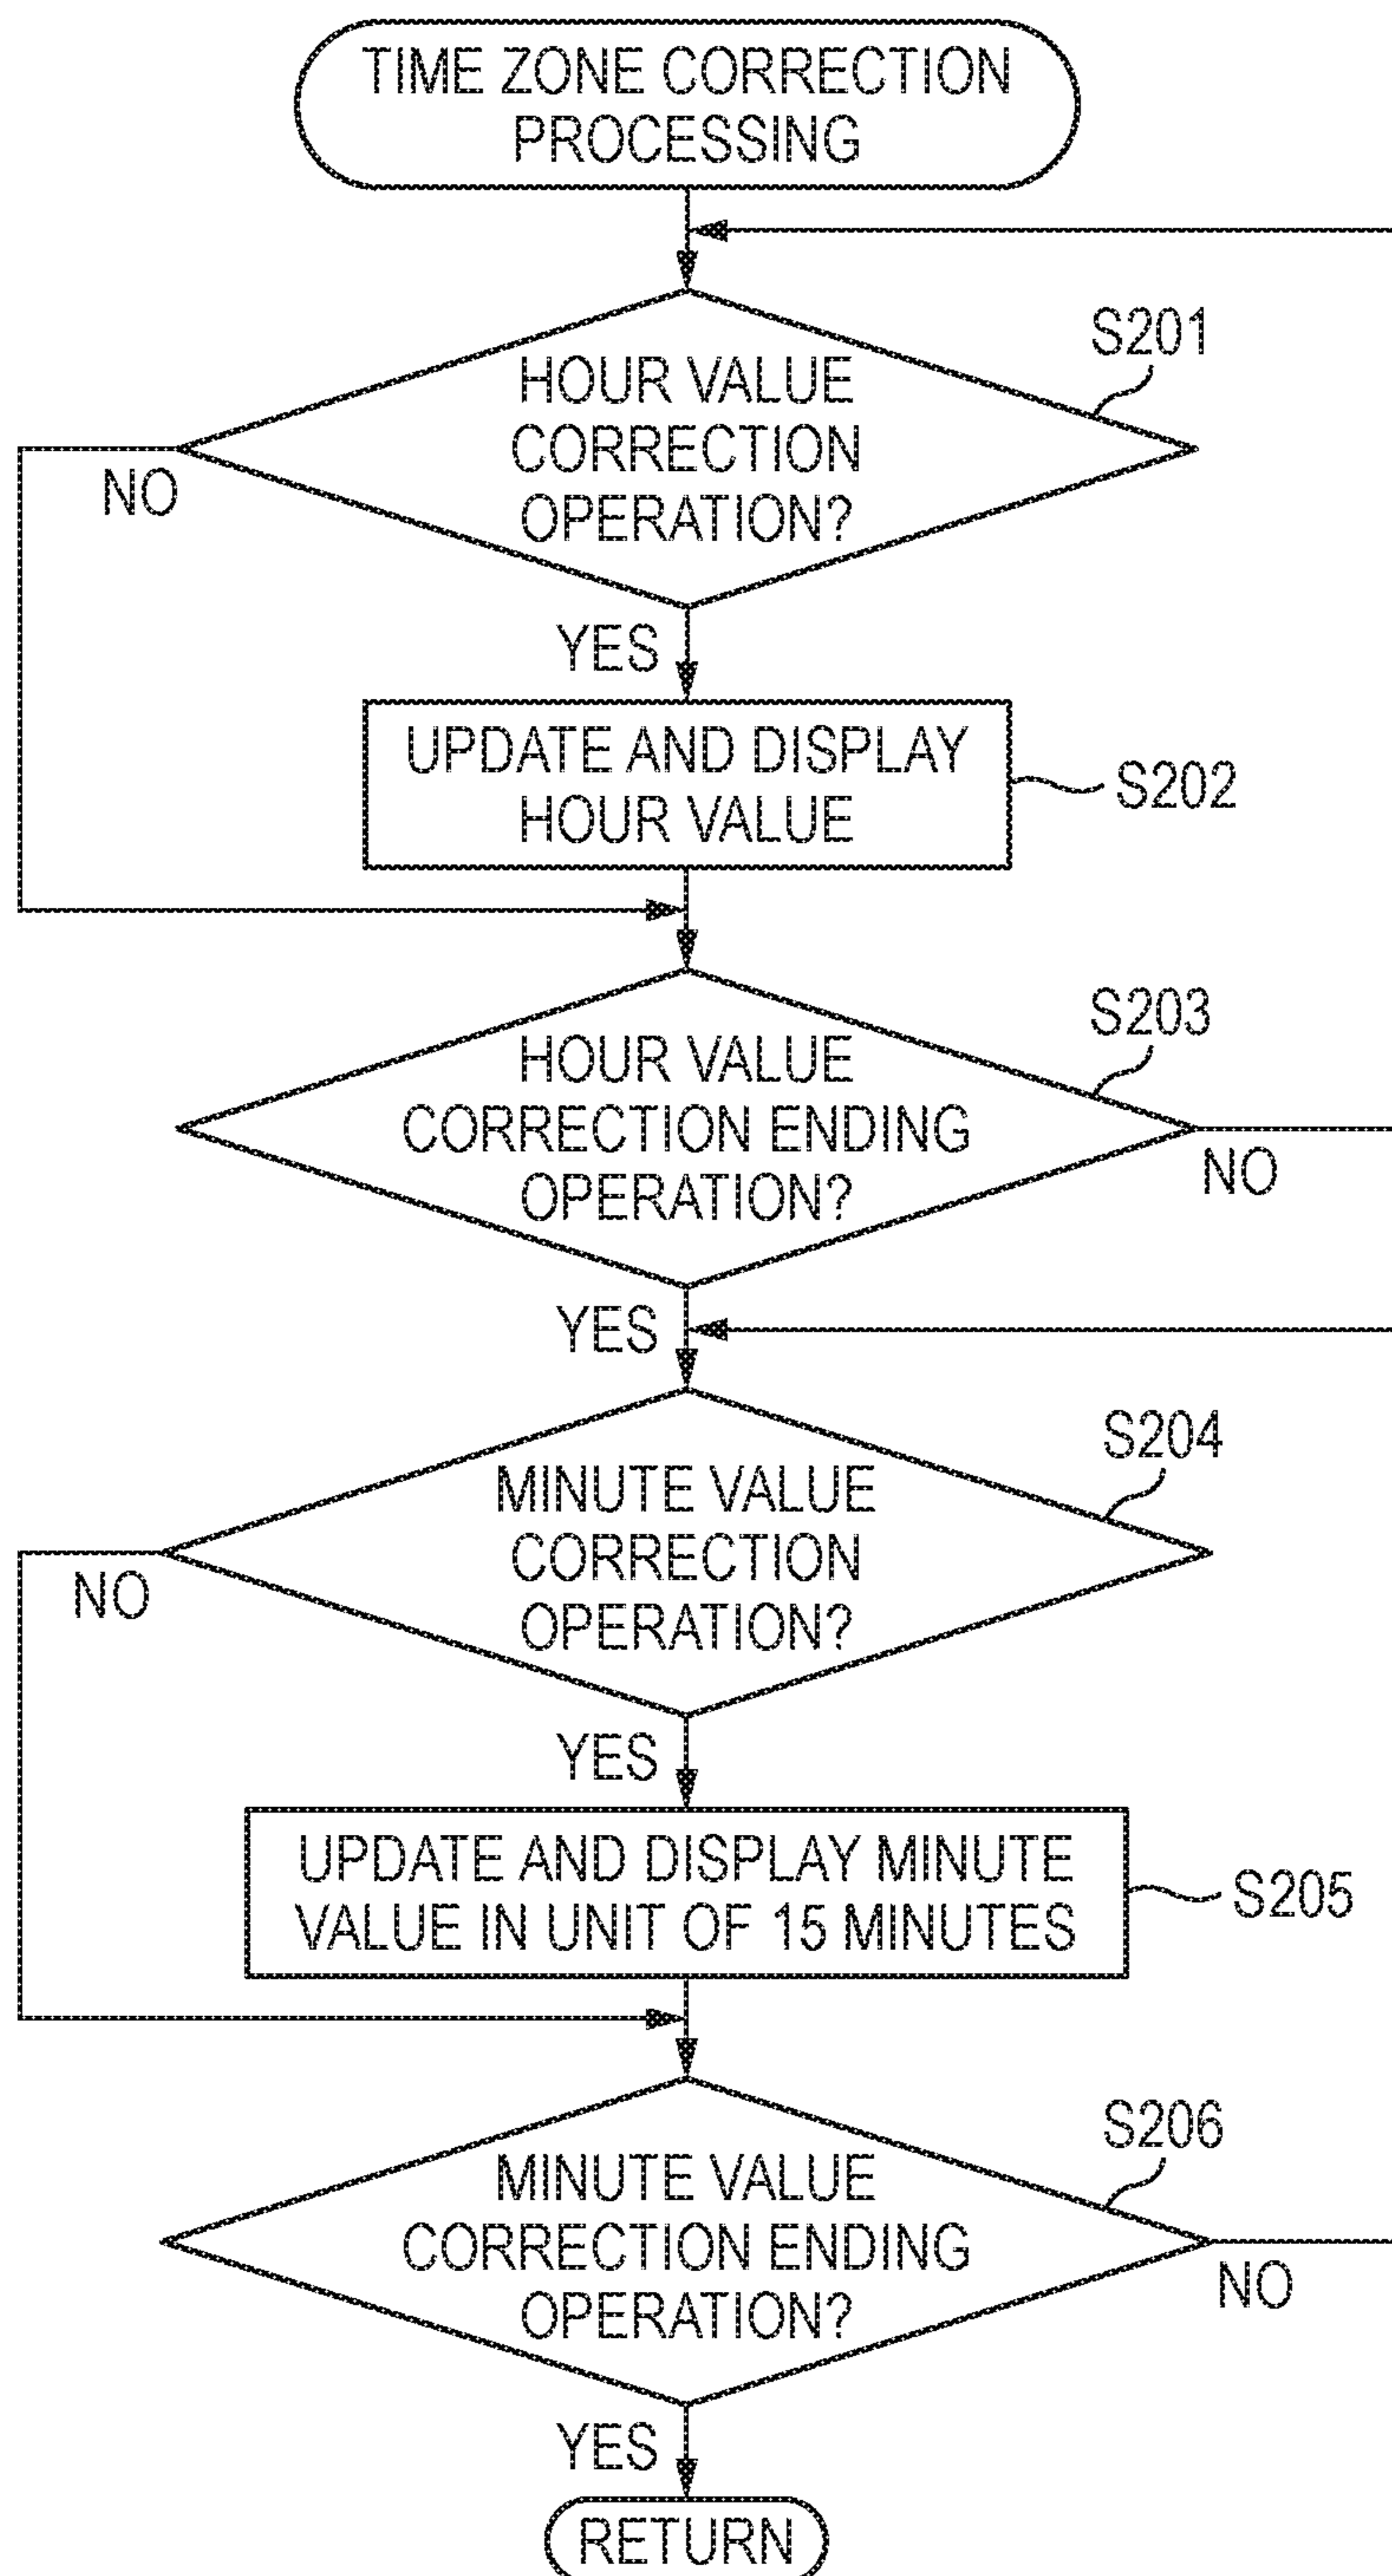 TIME ZONE CORRECTION
PROCESSING
S201
HOUR VALUE
CORRECTION
OPERATION?
NO
YES
UPDATE AND DISPLAY
HOUR VALUE
S202
S203
HOUR VALUE
CORRECTION ENDING
OPERATION?
NO
YES
S204
MINUTE VALUE
CORRECTION
OPERATION?
NO
YES
UPDATE AND DISPLAY MINUTE
VALUE IN UNIT OF 15 MINUTES
S205
S206
MINUTE VALUE
CORRECTION ENDING
OPERATION?
NO
YES
RETURN